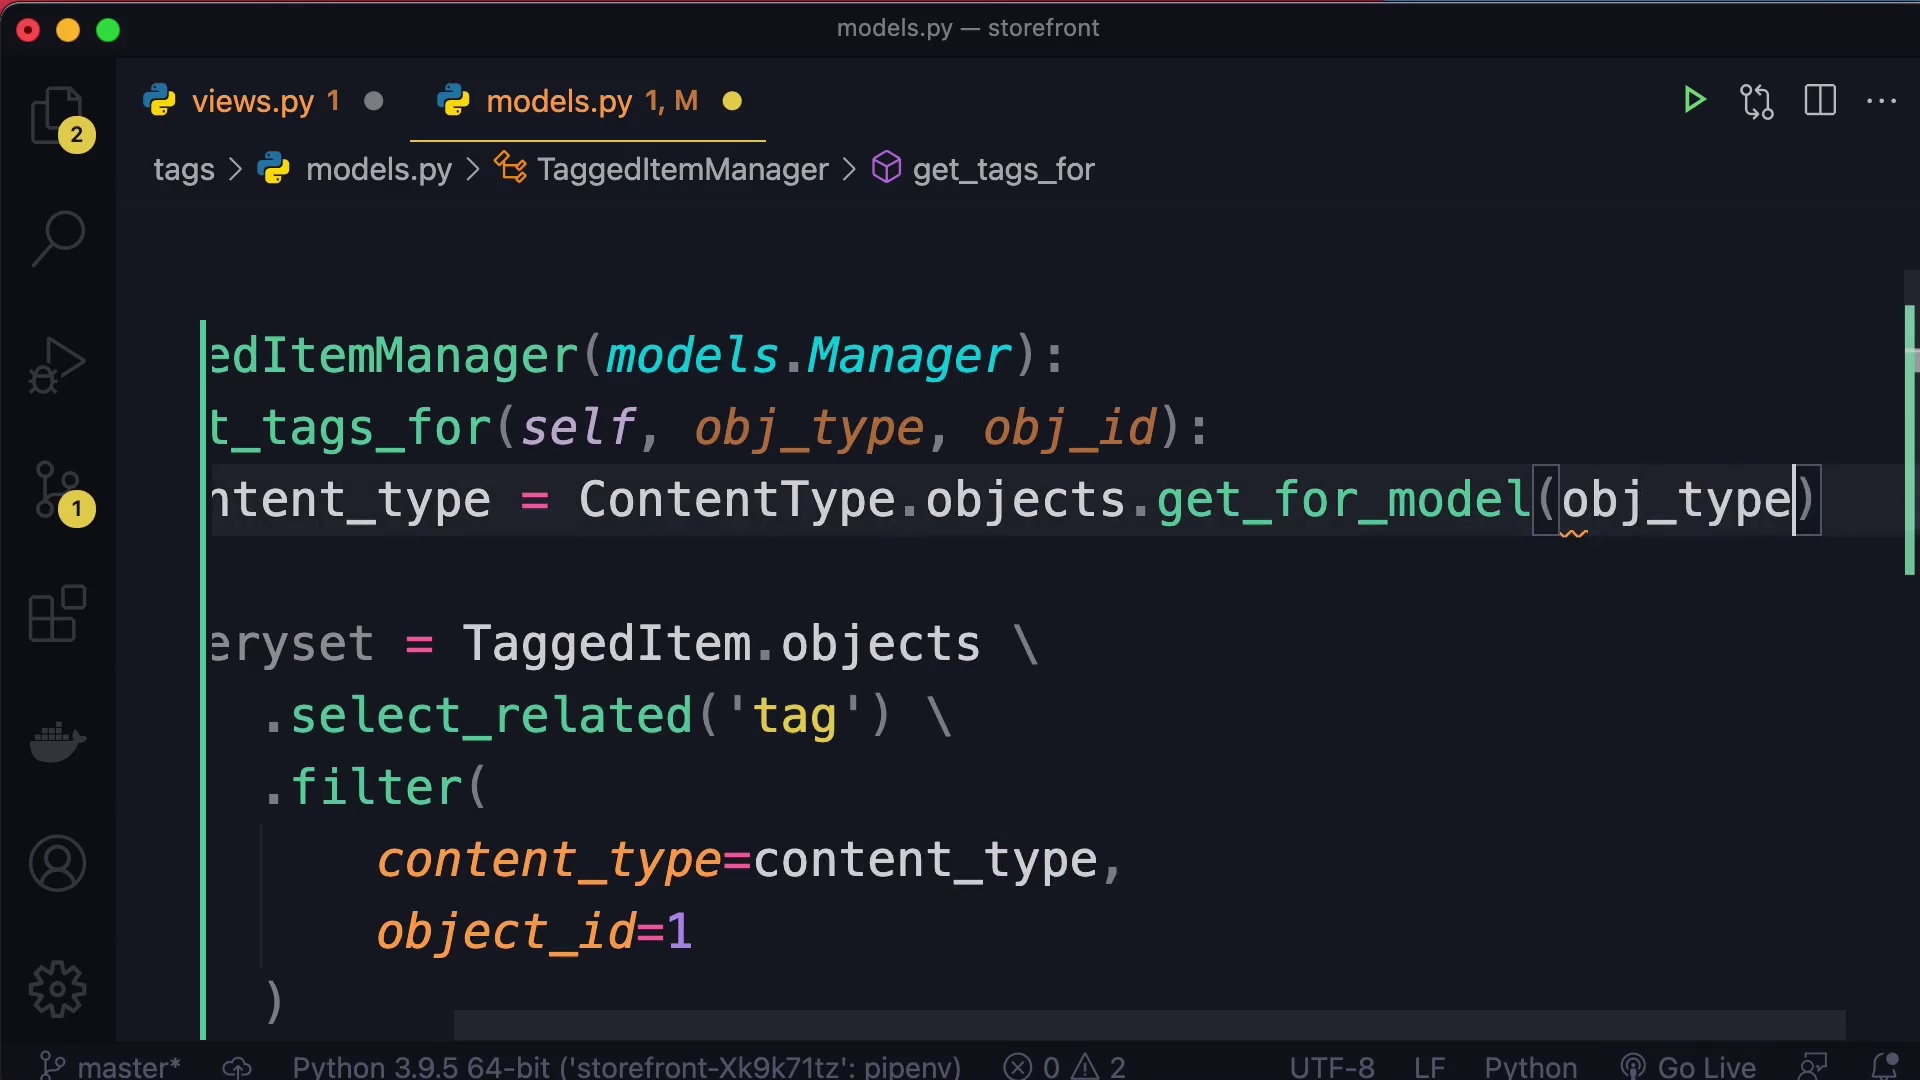 models.py — storefront
views.py 1
models.py 1, M
2
tags > models.py > TaggedItemManager > get_tags_for
edItemManager(models.Manager):
t_tags_for(self, obj_type, obj_id):
ntent_type = ContentType.objects.get_for_model(obj_type)
1
eryset = TaggedItem.objects \
.select_related('tag') \
.filter(
content_type=content_type,
object_id=1
)
master* Python 3.9.5 64-bit ('storefront-Xk9k71tz': pipenv) 0 2 UTF-8 LF Python Go Live